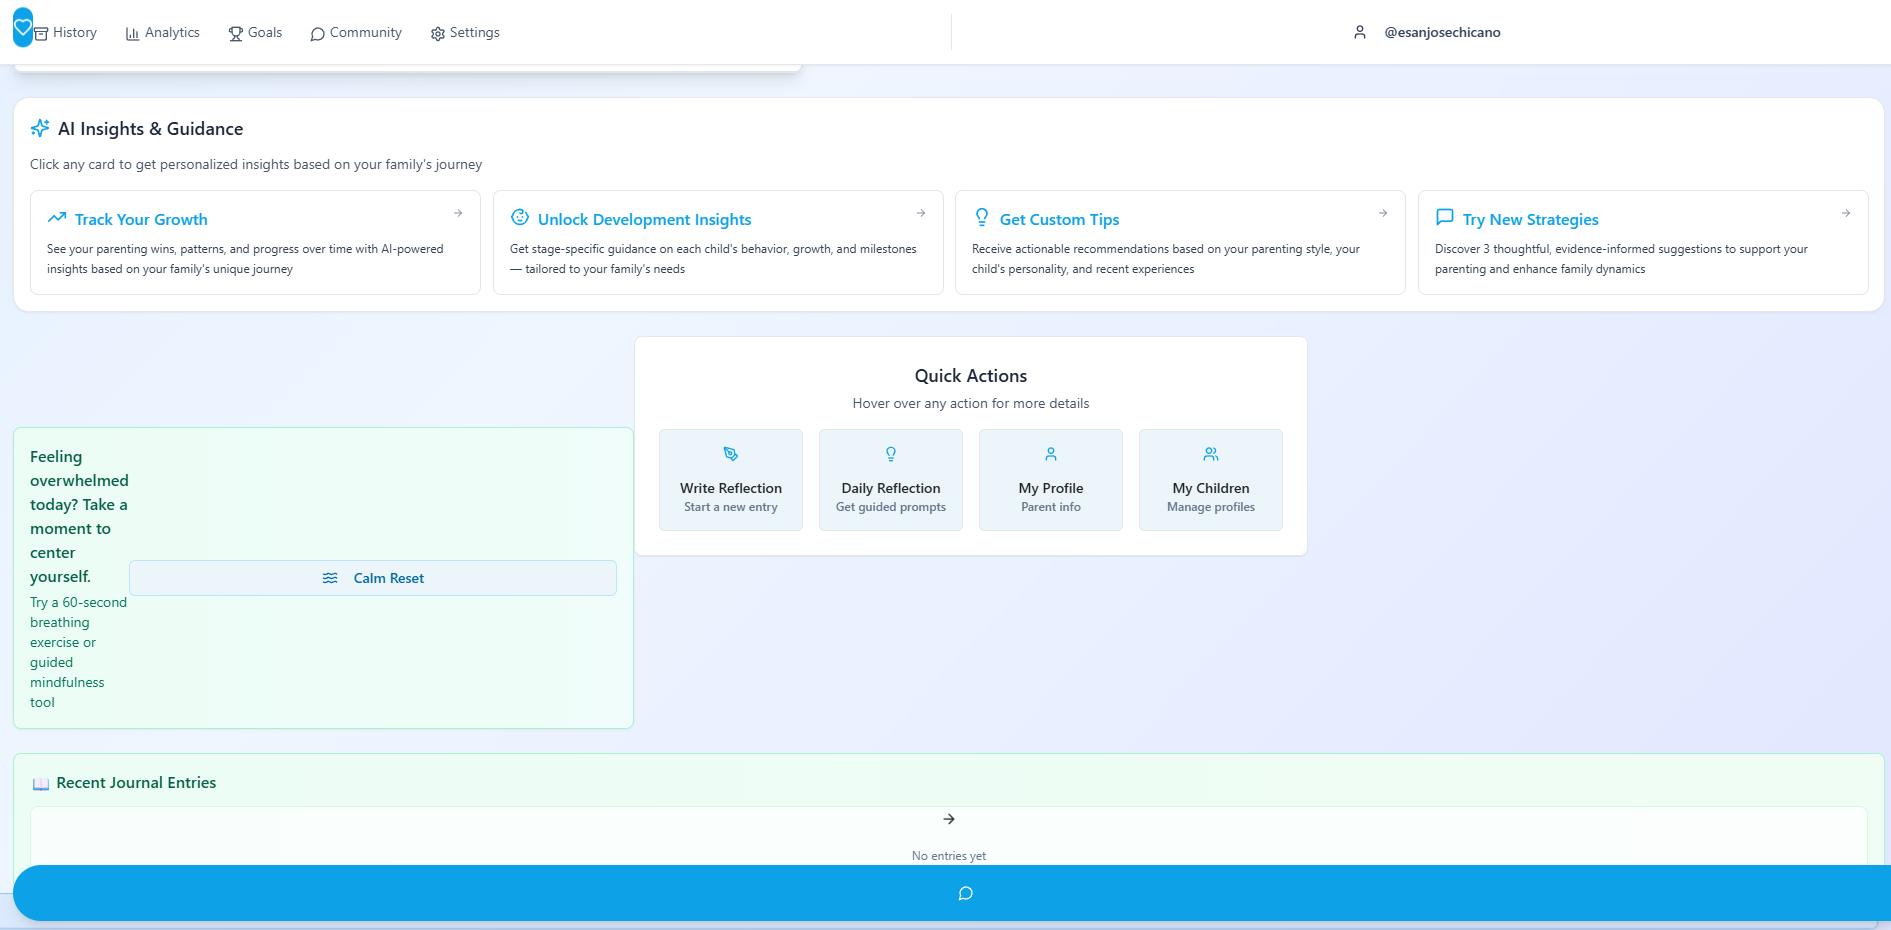 History
Analytics
Goals
Community
Settings
@esanjosechicano
AI Insights & Guidance
Click any card to get personalized insights based on your family's journey
Track Your Growth
See your parenting wins, patterns, and progress over time with AI-powered
insights based on your family's unique journey
Unlock Development Insights
Get stage-specific guidance on each child's behavior, growth, and milestones
— tailored to your family's needs
Get Custom Tips
Receive actionable recommendations based on your parenting style, your
child's personality, and recent experiences
Try New Strategies
Discover 3 thoughtful, evidence-informed suggestions to support your
parenting and enhance family dynamics
Quick Actions
Hover over any action for more details
Write Reflection
Start a new entry
Daily Reflection
Get guided prompts
My Profile
Parent info
My Children
Manage profiles
Feeling
overwhelmed
today? Take a
moment to
center
yourself.
Try a 60-second
breathing
exercise or
guided
mindfulness
tool
Calm Reset
Recent Journal Entries
No entries yet